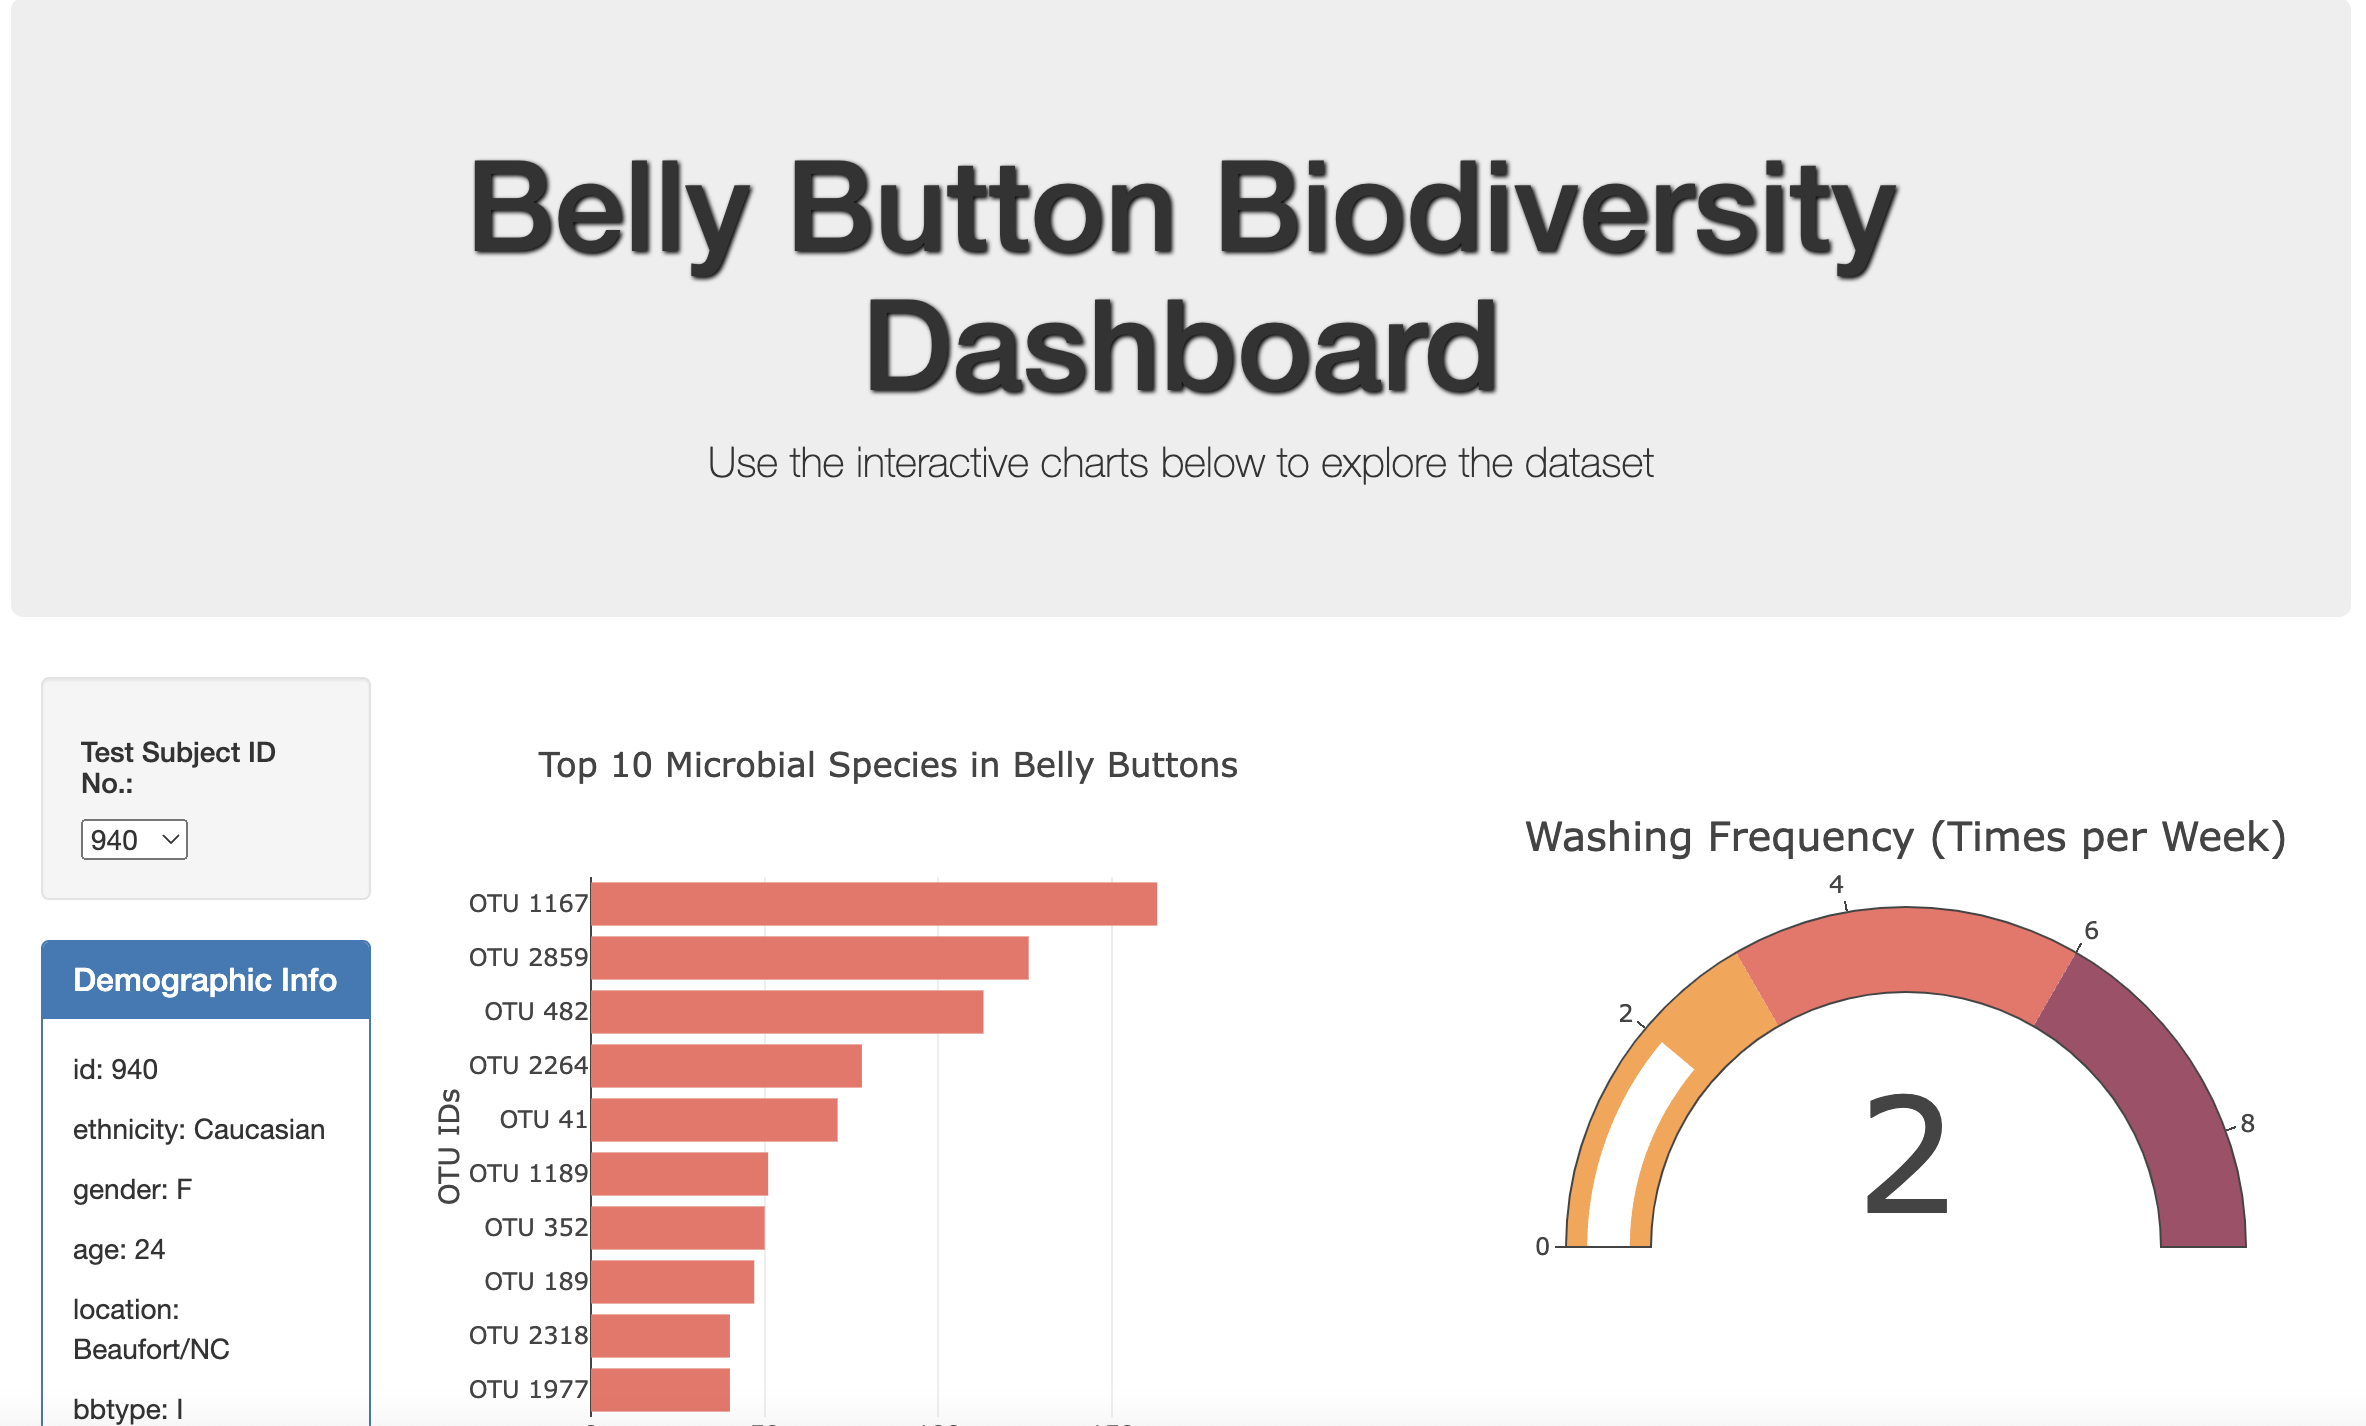 Belly Button Biodiversity
Dashboard
Use the interactive charts below to explore the dataset
Test Subject ID
No.:
940
Demographic Info
id: 940
ethnicity: Caucasian
gender: F
age: 24
location:
Beaufort/NC
bbtype: I
Top 10 Microbial Species in Belly Buttons
OTU IDs
OTU 1167
OTU 2859
OTU 482
OTU 2264
OTU 41
OTU 1189
OTU 352
OTU 189
OTU 2318
OTU 1977
Washing Frequency (Times per Week)
0
2
4
6
8
2